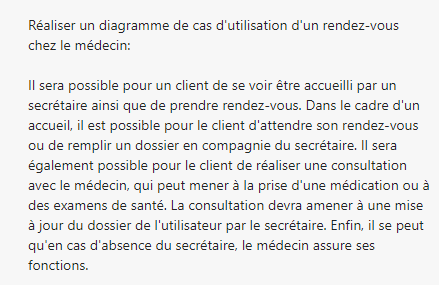 Réaliser un diagramme de cas d'utilisation d'un rendez-vous
chez le médecin:
Il sera possible pour un client de se voir être accueilli par un
secrétaire ainsi que de prendre rendez-vous. Dans le cadre d'un
accueil, il est possible pour le client d'attendre son rendez-vous
ou de remplir un dossier en compagnie du secrétaire. Il sera
également possible pour le client de réaliser une consultation
avec le médecin, qui peut mener à la prise d'une médication ou à
des examens de santé. La consultation devra amener à une mise
à jour du dossier de l'utilisateur par le secrétaire. Enfin, il se peut
qu'en cas d'absence du secrétaire, le médecin assure ses
fonctions.